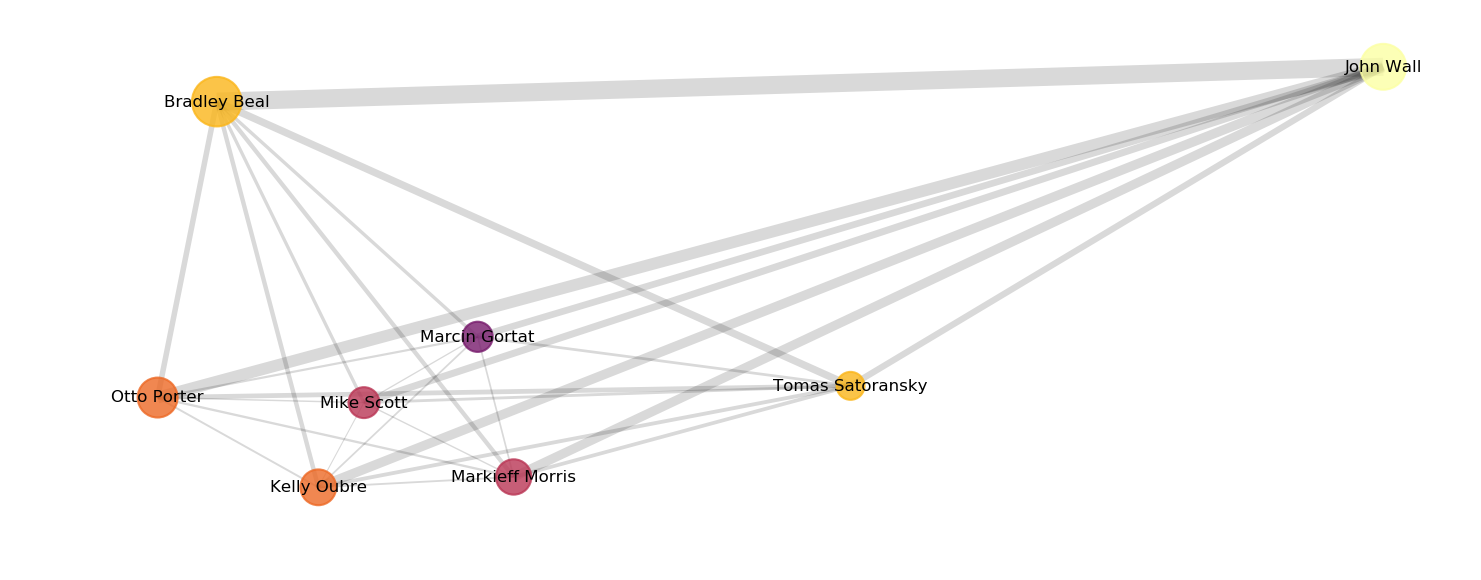 John Wall
Bradley Beal
Marcin Gortat
Tomas Satoransky
Otto Porter
Mike Scott
Markieff Morris
Kelly Oubre